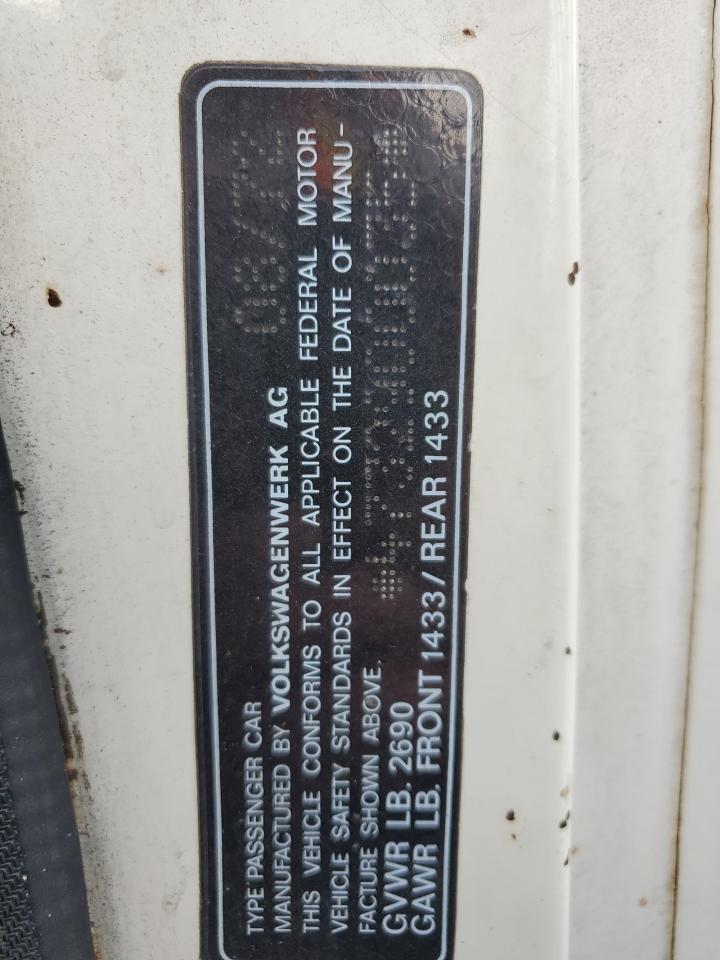 TYPE PASSENGER CAR
MANUFACTURED BY VOLKSWAGENWERK AG
THIS VEHICLE CONFORMS TO ALL APPLICABLE FEDERAL MOTOR
VEHICLE SAFETY STANDARDS IN EFFECT ON THE DATE OF MANU-
FACTURE SHOWN ABOVE.
GVWR LB. 2690
GAWR LB. FRONT 1433 / REAR 1433